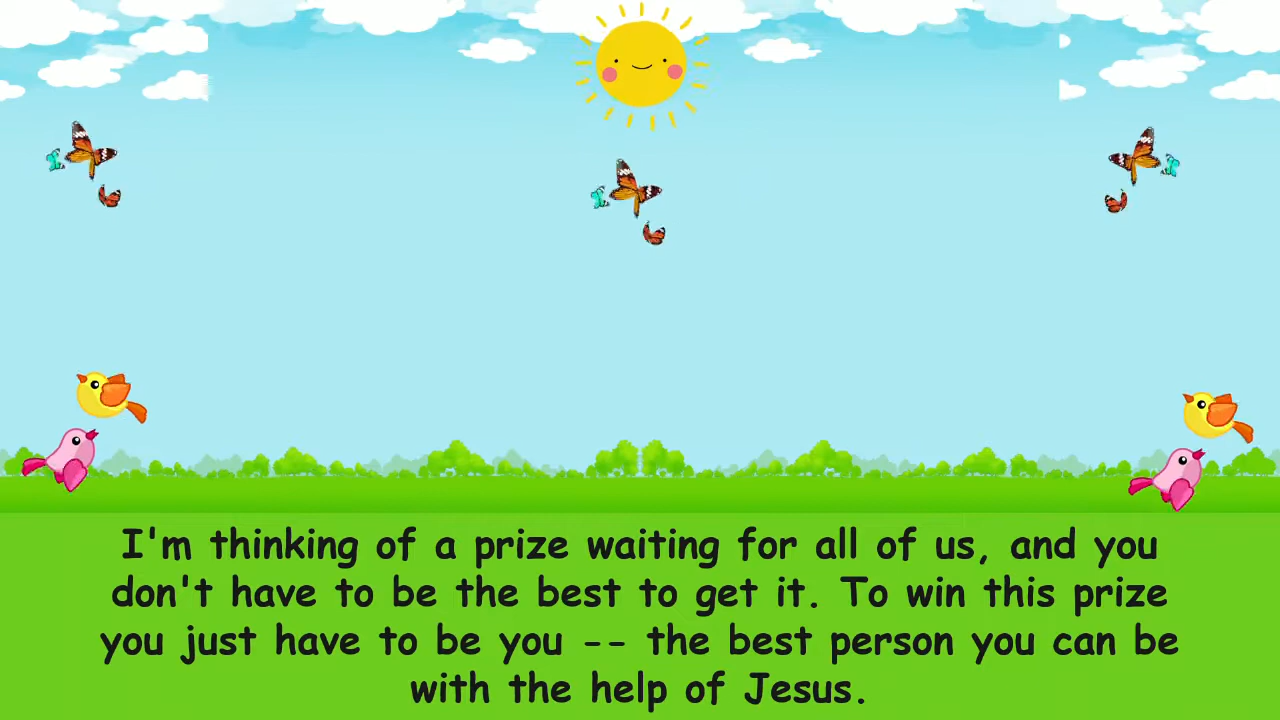 I'm thinking of a prize waiting for all of us, and you
don't have to be the best to get it. To win this prize
you just have to be you -- the best person you can be
with the help of Jesus.